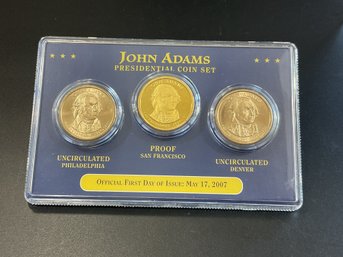 JOHN ADAMS
PRESIDENTIAL COIN SET
UNCIRCULATED
PHILADELPHIA
PROOF
SAN FRANCISCO
UNCIRCULATED
DENVER
OFFICIAL FIRST DAY OF ISSUE: MAY 17, 2007